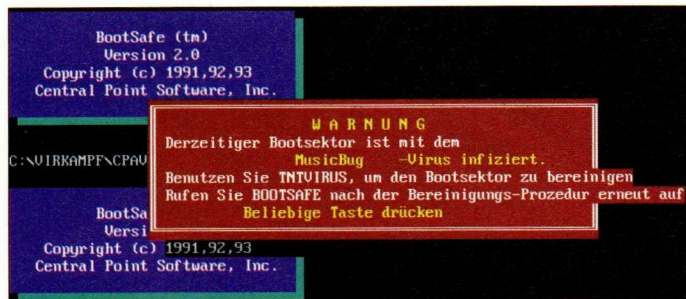 BootSafe (tm)
Version 2.0
Copyright (c) 1991,92,93
Central Point Software, Inc.
W A R N U N G
Derzeitiger Bootsektor ist mit dem
MusicBug -Virus infiziert.
C:\VIRKAMPF\CPAV
Benutzen Sie TNTVIRUS, um den Bootsektor zu bereinigen
Rufen Sie BOOTSAFE nach der Bereinigungs-Prozedur erneut auf
Beliebige Taste drücken
BootSa
Versi
Copyright (c) 1991,92,93
Central Point Software, Inc.